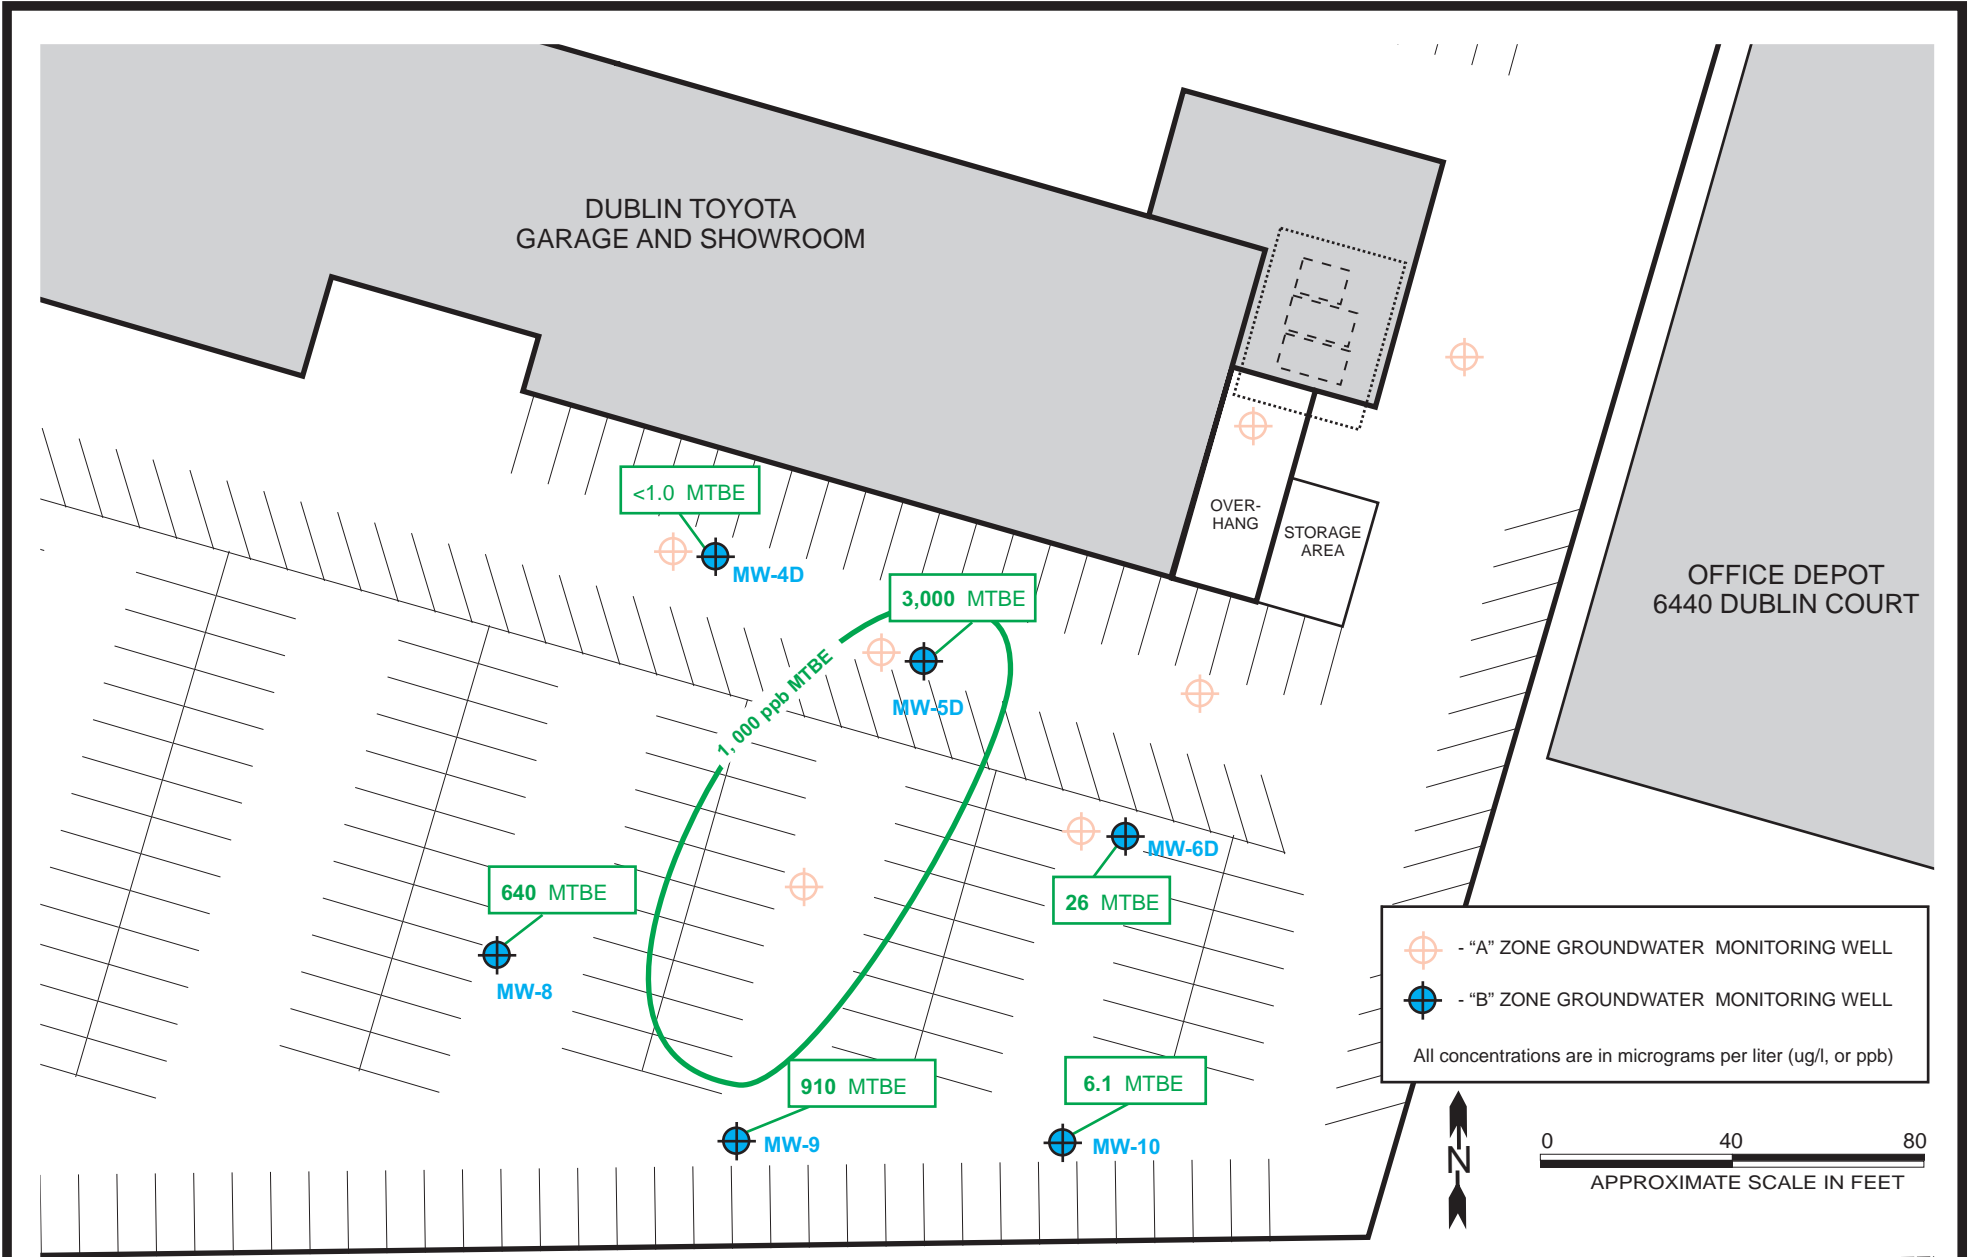 DUBLIN TOYOTA
GARAGE AND SHOWROOM
<1.0 MTBE
MW-4D
OVER-
HANG
STORAGE
AREA
OFFICE DEPOT
6440 DUBLIN COURT
3,000 MTBE
1, 000 ppb MTBE
MW-5D
MW-6D
26 MTBE
640 MTBE
MW-8
910 MTBE
MW-9
6.1 MTBE
MW-10
- “A” ZONE GROUNDWATER MONITORING WELL
- “B” ZONE GROUNDWATER MONITORING WELL
All concentrations are in micrograms per liter (ug/l, or ppb)
N
0 40 80
APPROXIMATE SCALE IN FEET